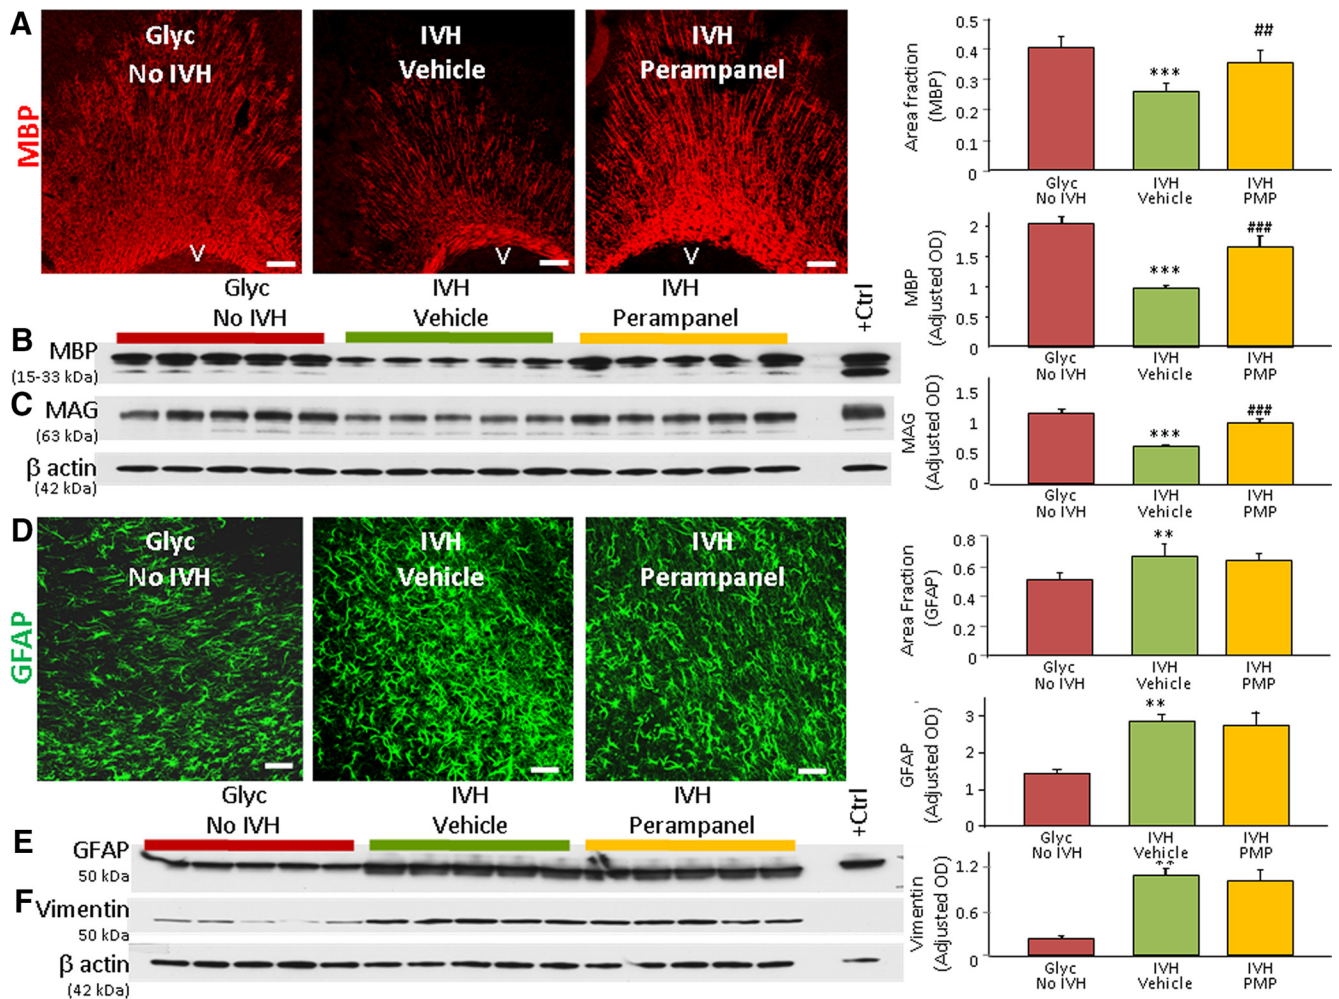 A
MBP
Glyc
No IVH
IVH
Vehicle
IVH
Perampanel
V
V
V
Glyc
No IVH
IVH
Vehicle
IVH
Perampanel
+Ctrl
B
MBP
(15-33 kDa)
C
MAG
(63 kDa)
β actin
(42 kDa)
Area fraction
(MBP)
0.5
0.4
0.3
0.2
0.1
0
***
##
Glyc
No IVH
IVH
Vehicle
IVH
PMP
MBP
(Adjusted OD)
2
1.5
1
0.5
0
***
###
Glyc
No IVH
IVH
Vehicle
IVH
PMP
MAG
(Adjusted OD)
1.5
1
0.5
0
***
###
Glyc
No IVH
IVH
Vehicle
IVH
PMP
D
GFAP
Glyc
No IVH
IVH
Vehicle
IVH
Perampanel
Glyc
No IVH
IVH
Vehicle
IVH
Perampanel
+Ctrl
E
GFAP
50 kDa
F
Vimentin
50 kDa
β actin
(42 kDa)
Area Fraction
(GFAP)
0.8
0.6
0.4
0.2
0
**
Glyc
No IVH
IVH
Vehicle
IVH
PMP
GFAP
(Adjusted OD)
3
2
1
0
**
Glyc
No IVH
IVH
Vehicle
IVH
PMP
Vimentin
(Adjusted OD)
1.2
0.6
0
**
Glyc
No IVH
IVH
Vehicle
IVH
PMP